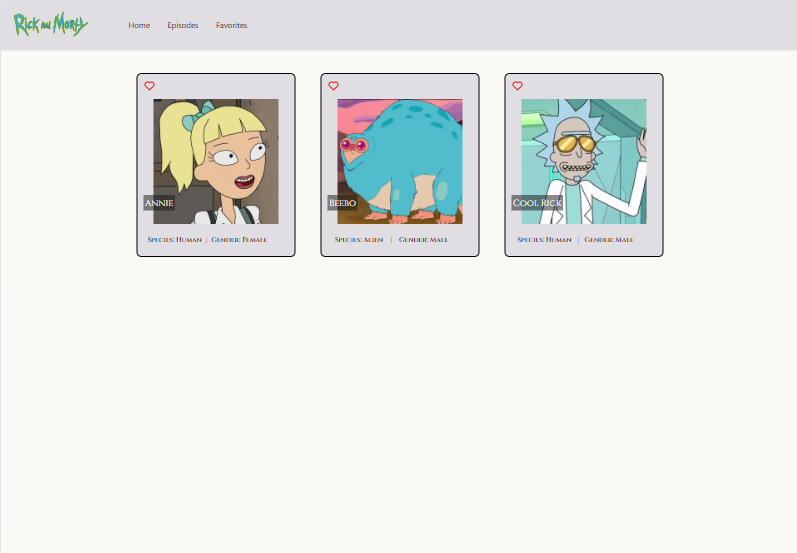 Rick and Morty
Home Episodes Favorites
Annie
Species: Human | Gender: Female
Beebo
Species: Alien | Gender: Male
Cool Rick
Species: Human | Gender: Male